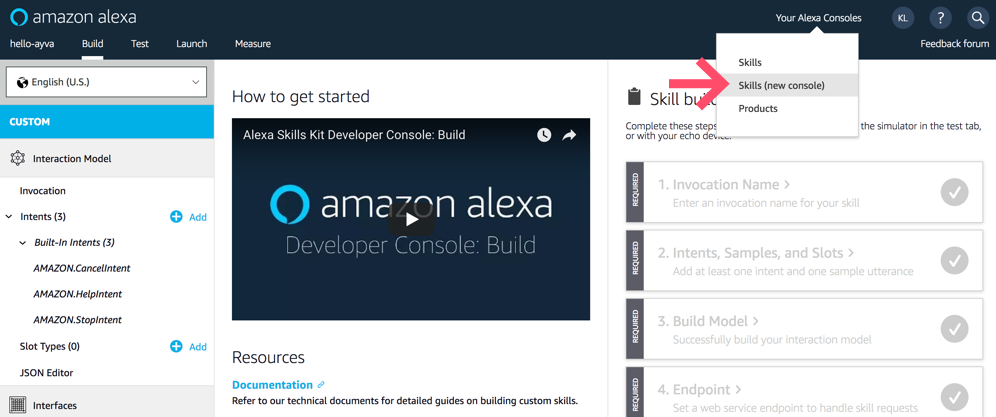 amazon alexa
Your Alexa Consoles
KL
?
hello-ayva
Build
Test
Launch
Measure
Feedback forum
Skills
Skills (new console)
Products
English (U.S.)
CUSTOM
Interaction Model
Invocation
Intents (3)
Add
Built-In Intents (3)
AMAZON.CancelIntent
AMAZON.HelpIntent
AMAZON.StopIntent
Slot Types (0)
Add
JSON Editor
Interfaces
How to get started
Alexa Skills Kit Developer Console: Build
amazon alexa
Developer Console: Build
Resources
Documentation
Refer to our technical documents for detailed guides on building custom skills.
Skill
Complete these steps the simulator in the test tab,
or with your echo device.
REQUIRED
1. Invocation Name >
Enter an invocation name for your skill
REQUIRED
2. Intents, Samples, and Slots >
Add at least one intent and one sample utterance
REQUIRED
3. Build Model >
Successfully build your interaction model
REQUIRED
4. Endpoint >
Set a web service endpoint to handle skill requests